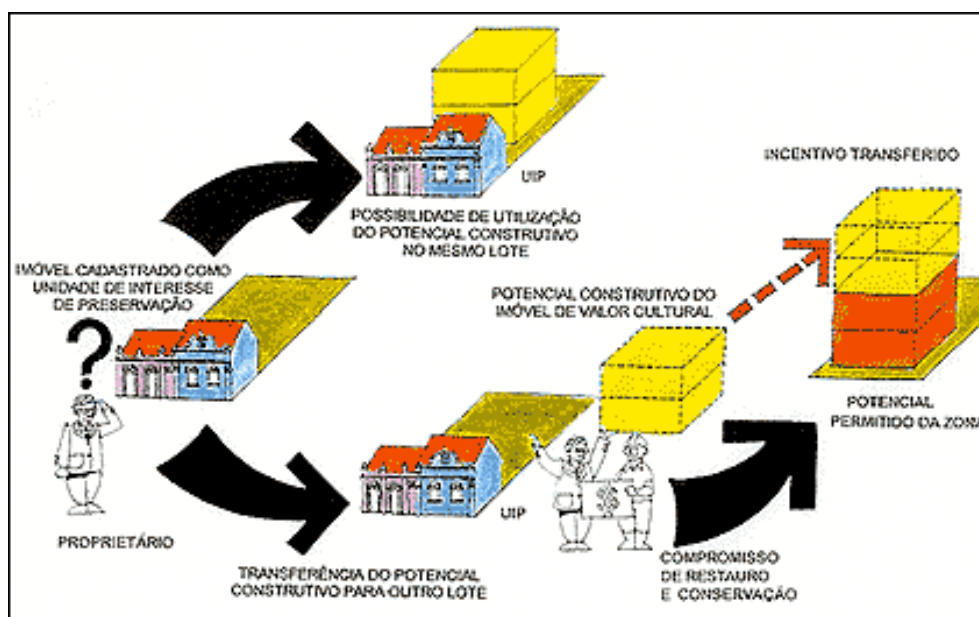 UIP
POSSIBILIDADE DE UTILIZAÇÃO
DO POTENCIAL CONSTRUTIVO
NO MESMO LOTE
INCENTIVO TRANSFERIDO
IMÓVEL CADASTRADO COMO
UNIDADE DE INTERESSE
DE PRESERVAÇÃO
?
POTENCIAL CONSTRUTIVO DO
IMÓVEL DE VALOR CULTURAL
POTENCIAL
PERMITIDO DA ZONA
UIP
$
PROPRIETÁRIO
TRANSFERÊNCIA DO POTENCIAL
CONSTRUTIVO PARA OUTRO LOTE
COMPROMISSO
DE RESTAURO
E CONSERVAÇÃO